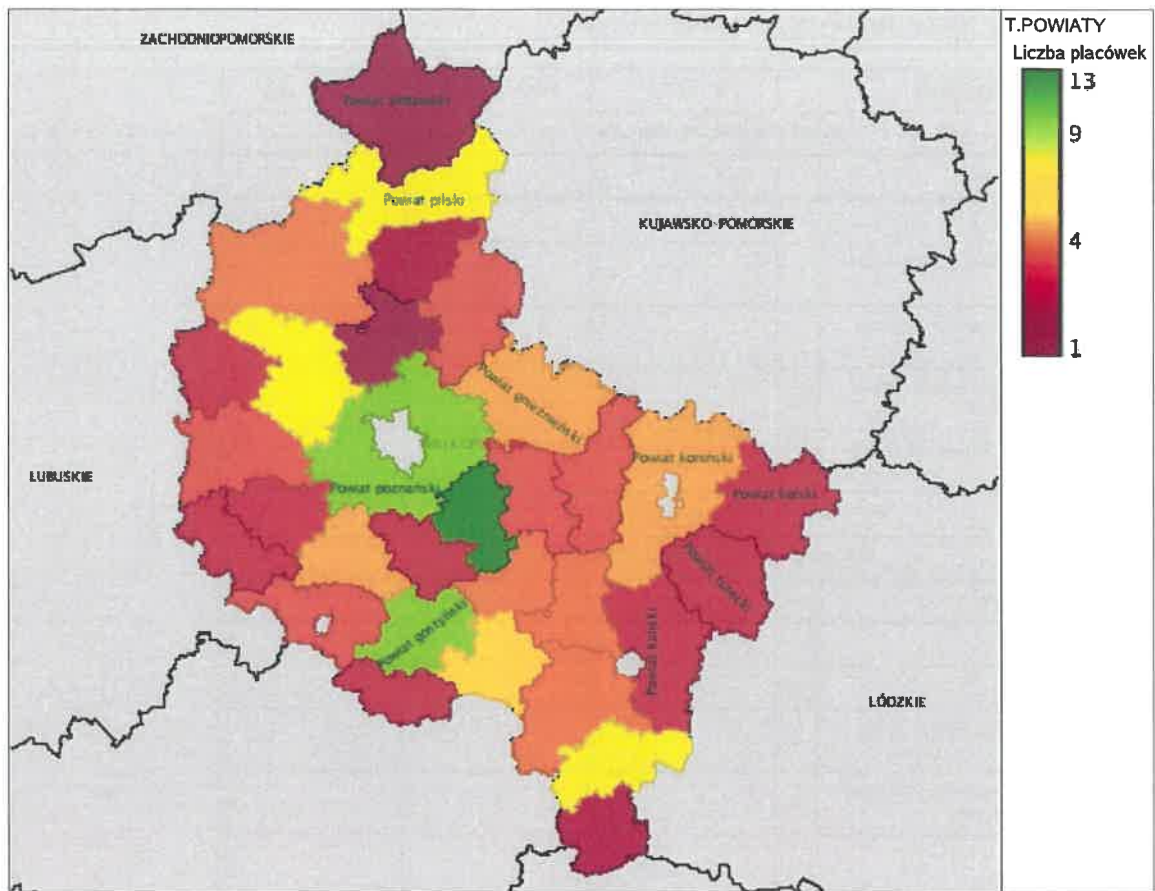 ZACHODNIOPOMORSKIE
T.POWIATY
Liczba placówek
13
9
4
1
Powiat pilski
KUJAWSKO-POMORSKIE
Powiat gnieźnieński
Powiat koniński
LUBUSKIE
Powiat poznański
Powiat kolski
Powiat turecki
Powiat gostyński
Powiat kaliski
ŁÓDZKIE